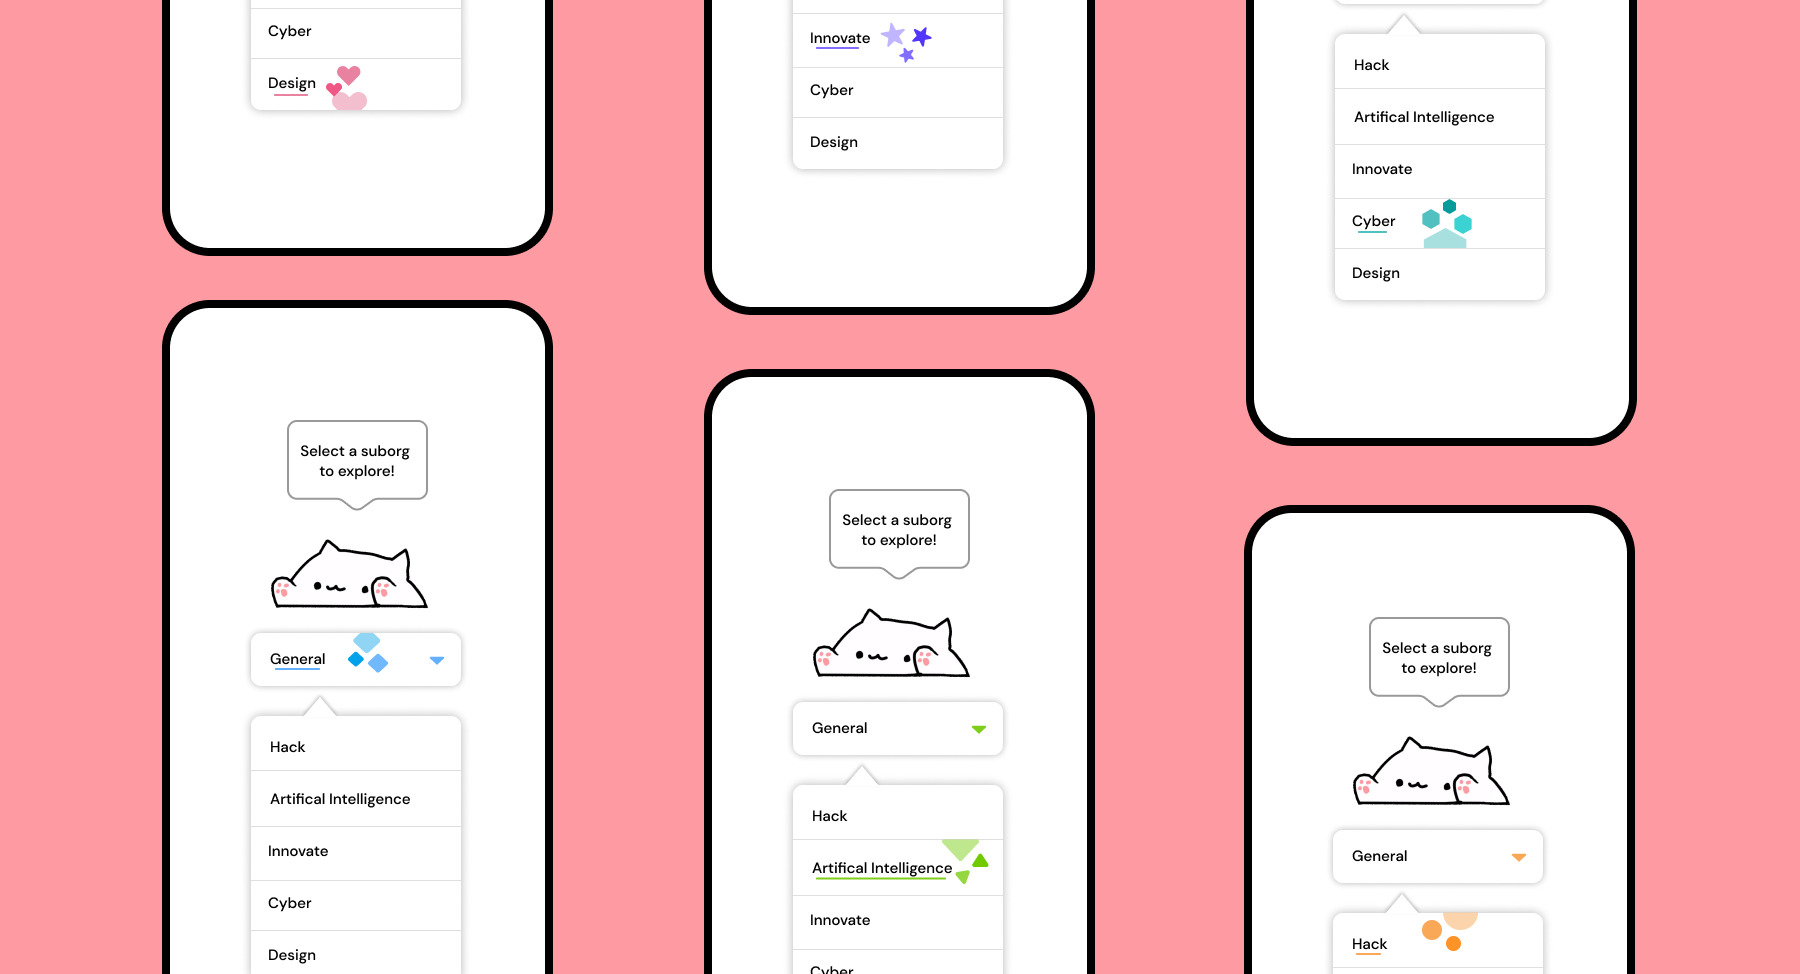 Cyber
Design
Select a suborg
to explore!
General
Hack
Artifical Intelligence
Innovate
Cyber
Design
Innovate
Cyber
Design
Select a suborg
to explore!
General
Hack
Artifical Intelligence
Innovate
Cyber
Hack
Artifical Intelligence
Innovate
Cyber
Design
Select a suborg
to explore!
General
Hack